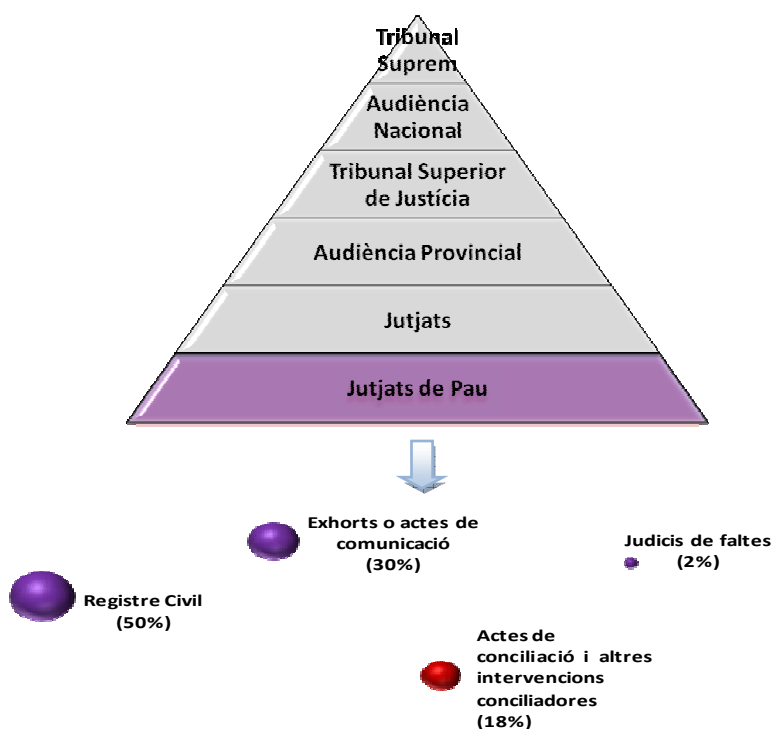 Tribunal
Suprem
Audiència
Nacional
Tribunal Superior
de Justícia
Audiència Provincial
Jutjats
Jutjats de Pau
Exhorts o actes de
comunicació
(30%)
Judicis de faltes
(2%)
Registre Civil
(50%)
Actes de
conciliació i altres
intervencions
conciliadores
(18%)